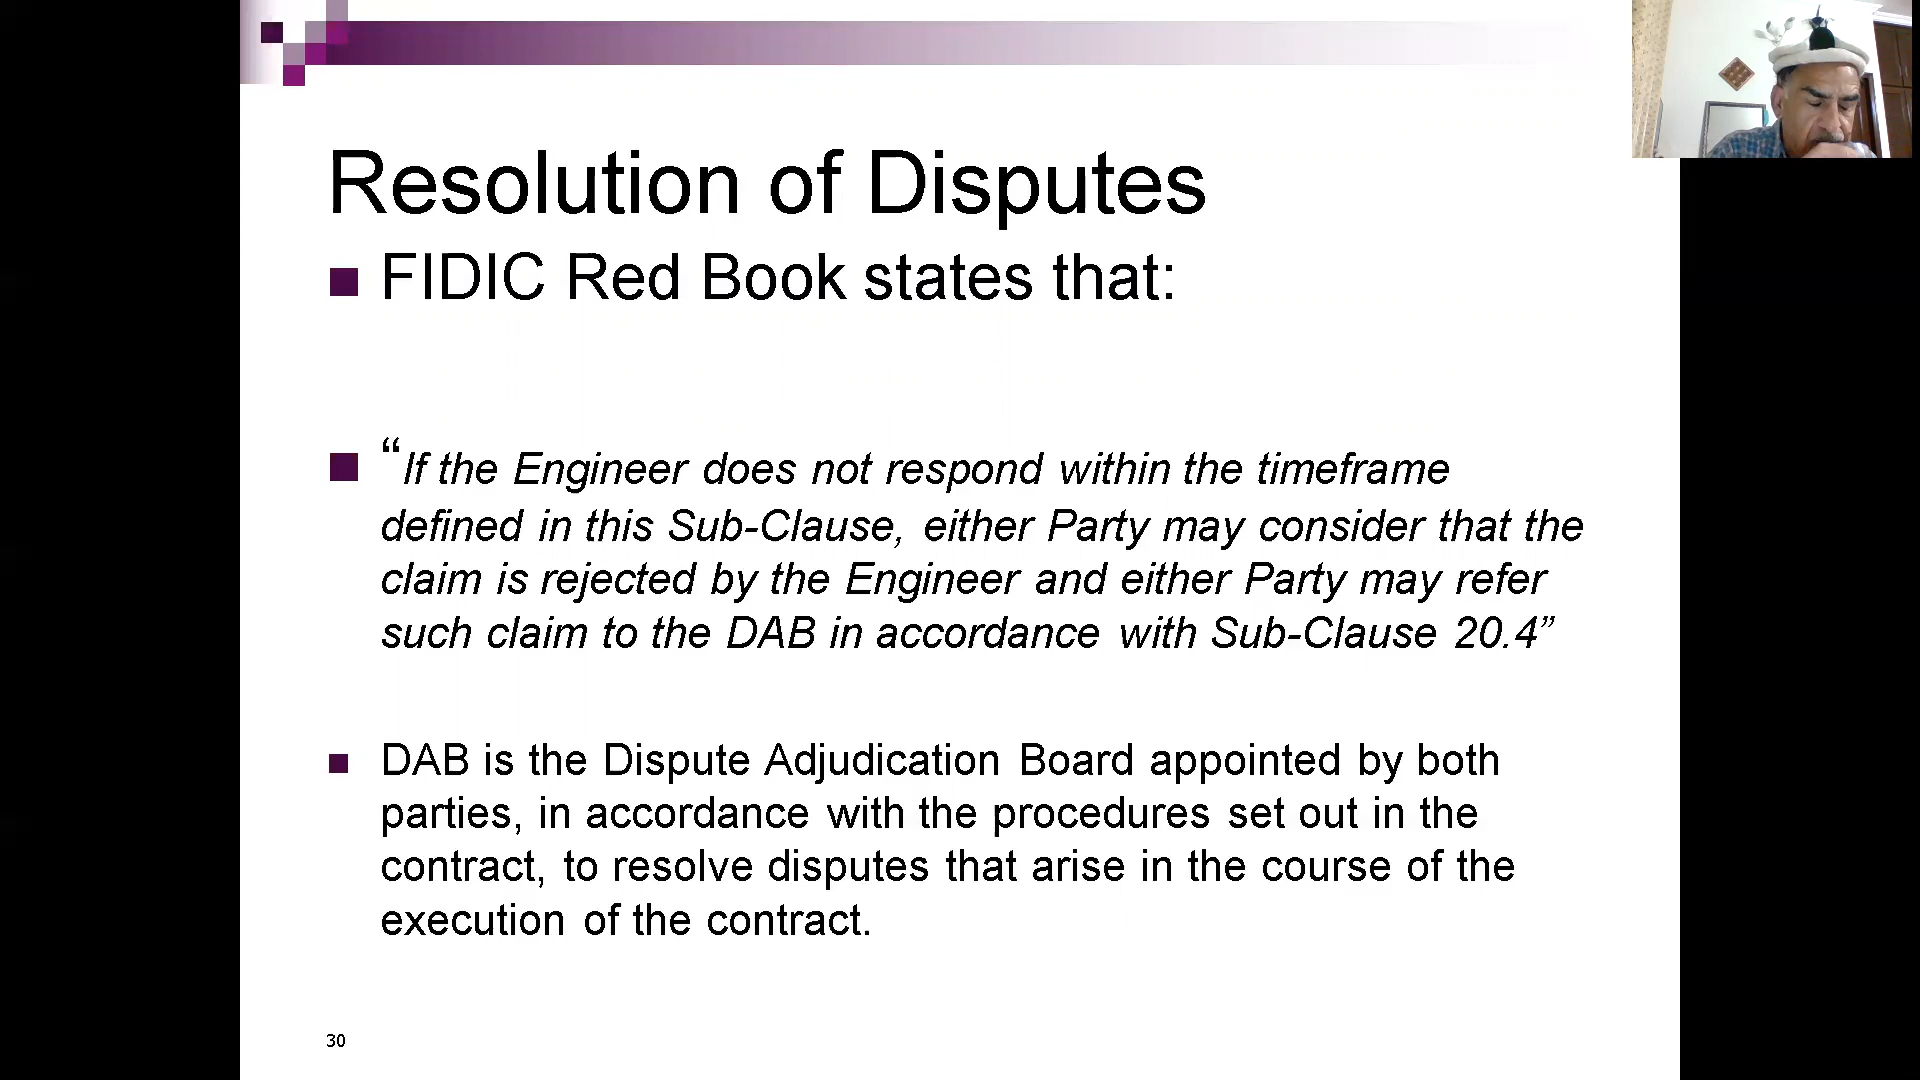 Resolution of Disputes
FIDIC Red Book states that:
“If the Engineer does not respond within the timeframe
defined in this Sub-Clause, either Party may consider that the
claim is rejected by the Engineer and either Party may refer
such claim to the DAB in accordance with Sub-Clause 20.4”
DAB is the Dispute Adjudication Board appointed by both
parties, in accordance with the procedures set out in the
contract, to resolve disputes that arise in the course of the
execution of the contract.
30